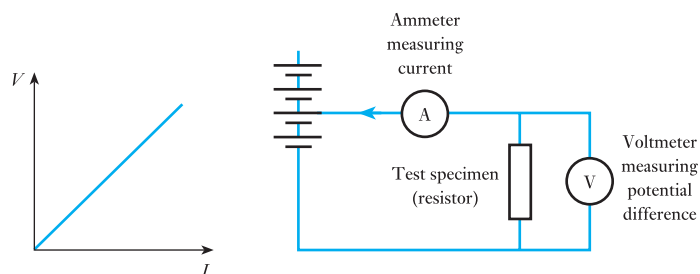 Ammeter
measuring
current
V
A
Voltmeter
measuring
potential
difference
Test specimen
(resistor)
V
I